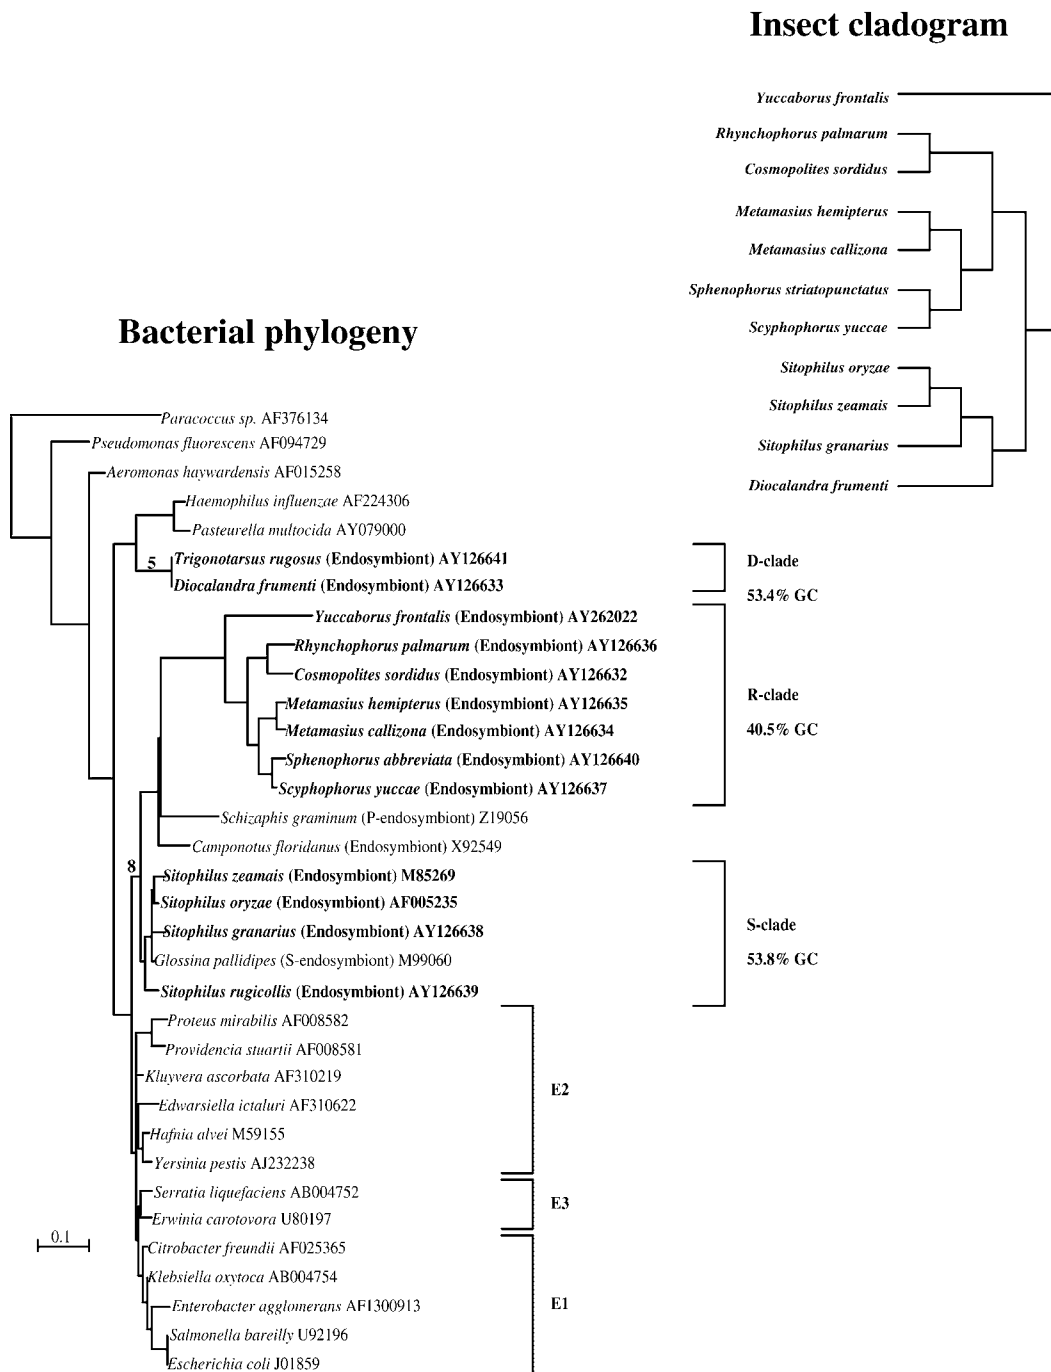 Insect cladogram
Yuccaborus frontalis
Rhynchophorus palmarum
Cosmopolites sordidus
Metamasius hemipterus
Metamasius callizona
Sphenophorus striatopunctatus
Scyphophorus yuccae
Sitophilus oryzae
Sitophilus zeamais
Sitophilus granarius
Diocalandra frumenti
Bacterial phylogeny
Paracoccus sp. AF376134
Pseudomonas fluorescens AF094729
Aeromonas haywardensis AF015258
Haemophilus influenzae AF224306
Pasteurella multocida AY079000
5
Trigonotarsus rugosus (Endosymbiont) AY126641
Diocalandra frumenti (Endosymbiont) AY126633
D-clade
53.4% GC
Yuccaborus frontalis (Endosymbiont) AY262022
Rhynchophorus palmarum (Endosymbiont) AY126636
Cosmopolites sordidus (Endosymbiont) AY126632
Metamasius hemipterus (Endosymbiont) AY126635
Metamasius callizona (Endosymbiont) AY126634
Sphenophorus abbreviata (Endosymbiont) AY126640
Scyphophorus yuccae (Endosymbiont) AY126637
R-clade
40.5% GC
Schizaphis graminum (P-endosymbiont) Z19056
Camponotus floridanus (Endosymbiont) X92549
8
Sitophilus zeamais (Endosymbiont) M85269
Sitophilus oryzae (Endosymbiont) AF005235
Sitophilus granarius (Endosymbiont) AY126638
Glossina pallidipes (S-endosymbiont) M99060
Sitophilus rugicollis (Endosymbiont) AY126639
S-clade
53.8% GC
Proteus mirabilis AF008582
Providencia stuartii AF008581
Kluyvera ascorbata AF310219
Edwarsiella ictaluri AF310622
Hafnia alvei M59155
Yersinia pestis AJ232238
E2
Serratia liquefaciens AB004752
Erwinia carotovora U80197
E3
0.1
Citrobacter freundii AF025365
Klebsiella oxytoca AB004754
Enterobacter agglomerans AF1300913
Salmonella bareilly U92196
Escherichia coli J01859
E1